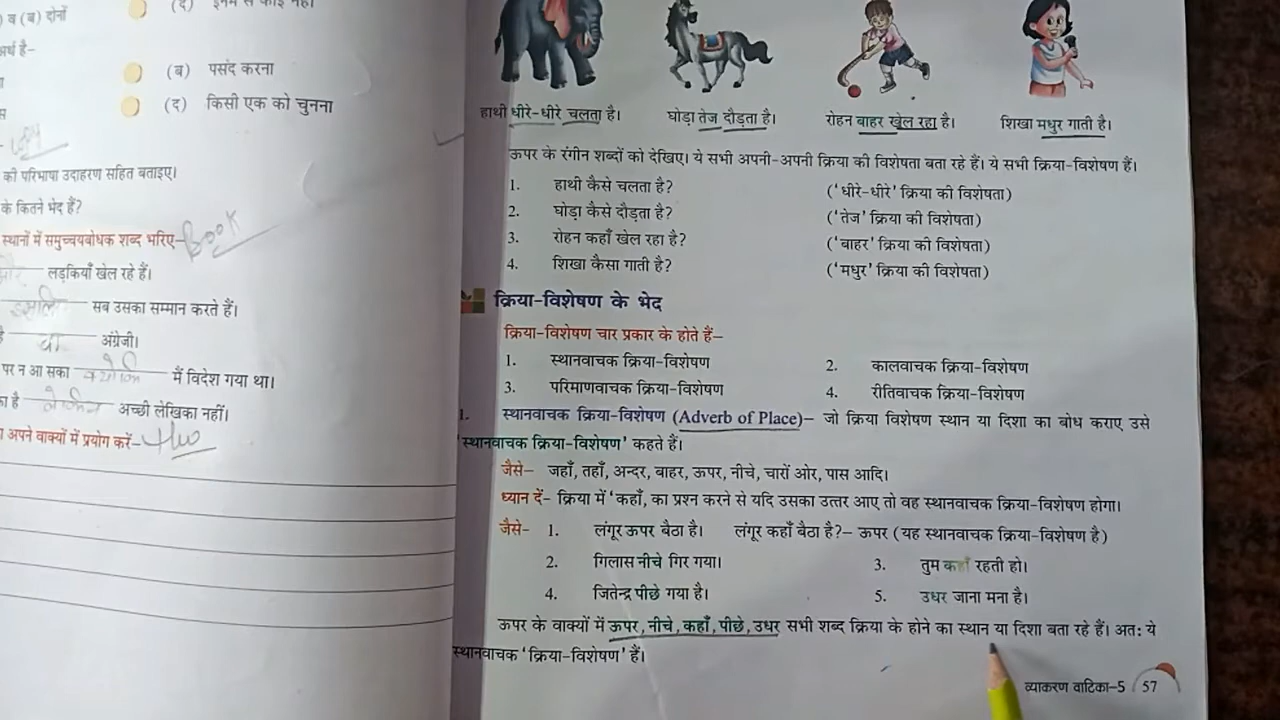 व (ब) दोनों
(द) इनमें से कोई नहीं
अर्थ है–
(ब) पसंद करना
(द) किसी एक को चुनना
की परिभाषा उदाहरण सहित बताइए।
के कितने भेद हैं?
स्थानों में समुच्चयबोधक शब्द भरिए– Book
लड़कियाँ खेल रहे हैं।
सब उसका सम्मान करते हैं।
या अंग्रेजी।
पर न आ सका क्योंकि मैं विदेश गया था।
का है लेकिन अच्छी लेखिका नहीं।
अपने वाक्यों में प्रयोग करें– H/w
हाथी धीरे-धीरे चलता है।
घोड़ा तेज दौड़ता है।
रोहन बाहर खेल रहा है।
शिखा मधुर गाती है।
ऊपर के रंगीन शब्दों को देखिए। ये सभी अपनी-अपनी क्रिया की विशेषता बता रहे हैं। ये सभी क्रिया-विशेषण हैं।
1. हाथी कैसे चलता है? ('धीरे-धीरे' क्रिया की विशेषता)
2. घोड़ा कैसे दौड़ता है? ('तेज' क्रिया की विशेषता)
3. रोहन कहाँ खेल रहा है? ('बाहर' क्रिया की विशेषता)
4. शिखा कैसा गाती है? ('मधुर' क्रिया की विशेषता)
क्रिया-विशेषण के भेद
क्रिया-विशेषण चार प्रकार के होते हैं–
1. स्थानवाचक क्रिया-विशेषण 2. कालवाचक क्रिया-विशेषण
3. परिमाणवाचक क्रिया-विशेषण 4. रीतिवाचक क्रिया-विशेषण
1. स्थानवाचक क्रिया-विशेषण (Adverb of Place)– जो क्रिया विशेषण स्थान या दिशा का बोध कराए उसे
'स्थानवाचक क्रिया-विशेषण' कहते हैं।
जैसे– जहाँ, तहाँ, अन्दर, बाहर, ऊपर, नीचे, चारों ओर, पास आदि।
ध्यान दें– क्रिया में 'कहाँ, का प्रश्न करने से यदि उसका उत्तर आए तो वह स्थानवाचक क्रिया-विशेषण होगा।
जैसे– 1. लंगूर ऊपर बैठा है। लंगूर कहाँ बैठा है?– ऊपर (यह स्थानवाचक क्रिया-विशेषण है)
2. गिलास नीचे गिर गया। 3. तुम कहाँ रहती हो।
4. जितेन्द्र पीछे गया है। 5. उधर जाना मना है।
ऊपर के वाक्यों में ऊपर, नीचे, कहाँ, पीछे, उधर सभी शब्द क्रिया के होने का स्थान या दिशा बता रहे हैं। अतः ये
स्थानवाचक 'क्रिया-विशेषण' हैं।
व्याकरण वाटिका–5 57